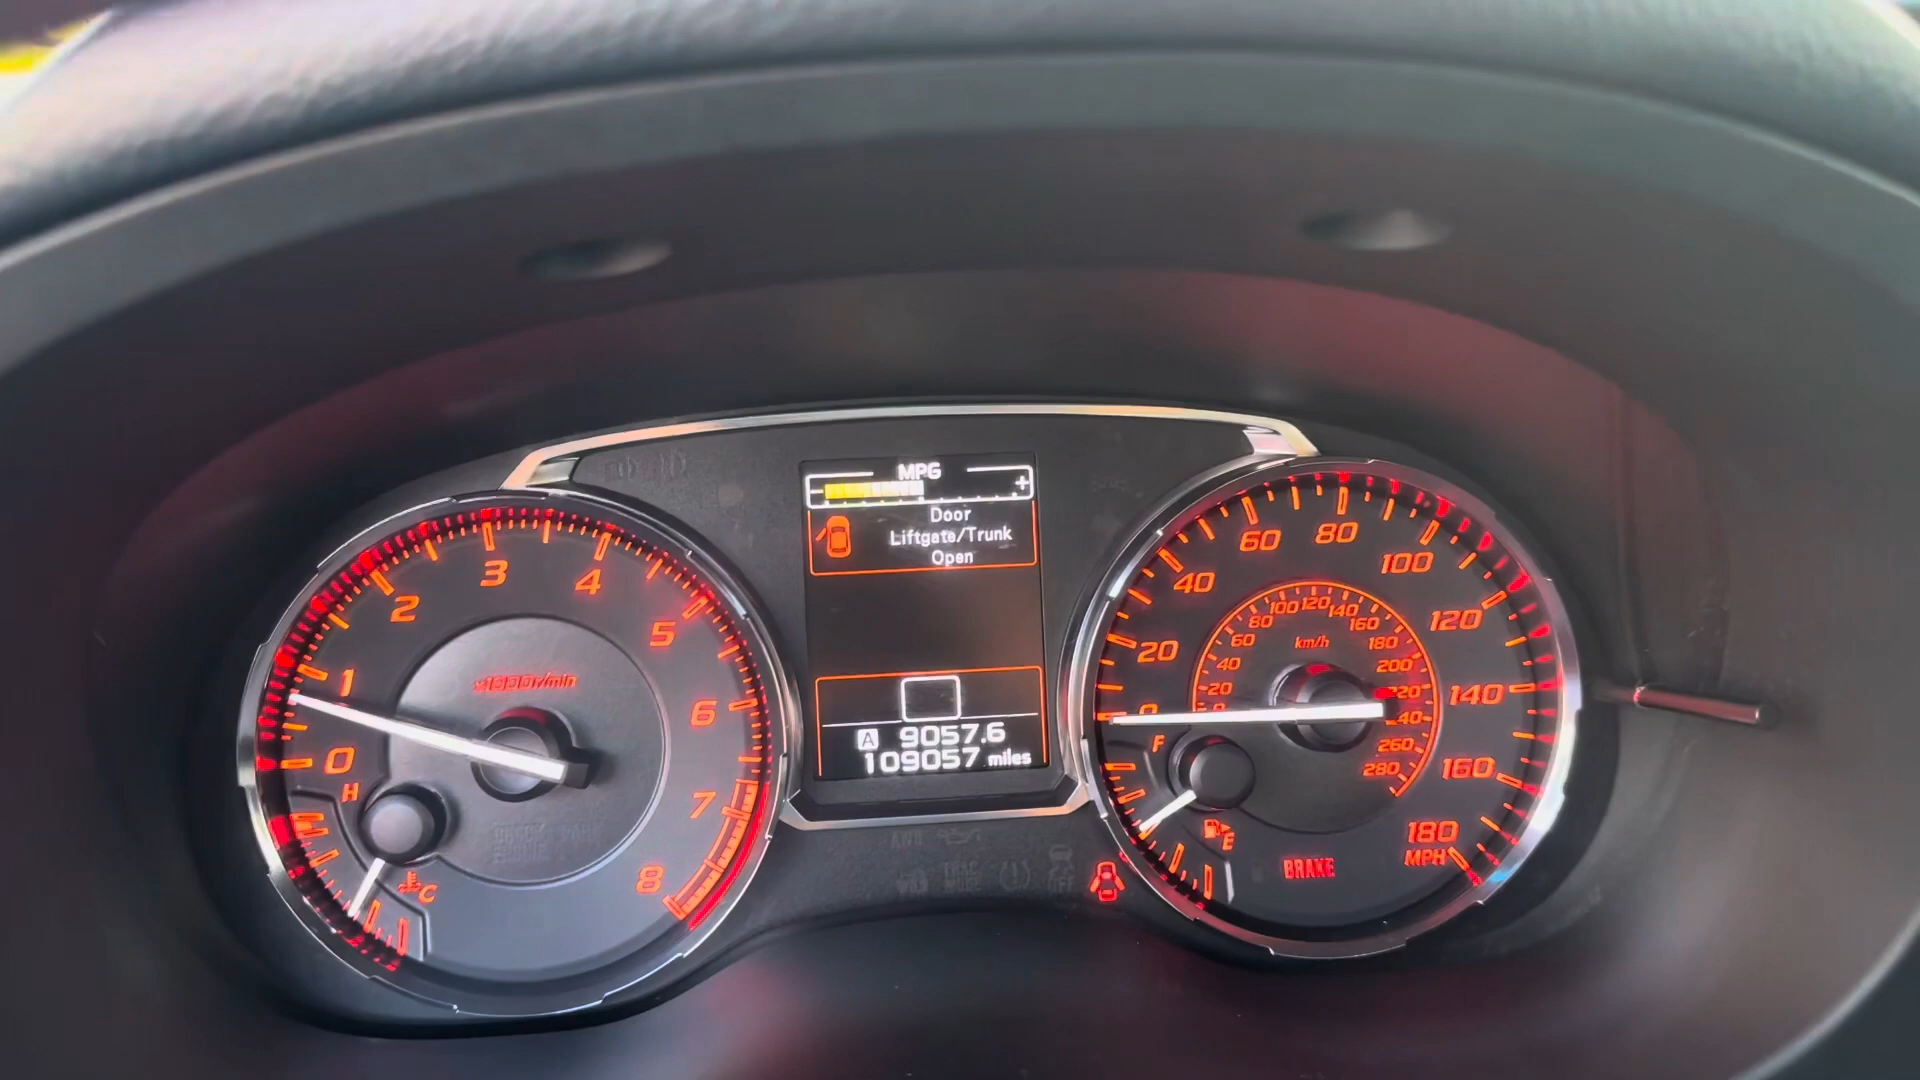 MPG
- +
Door
Liftgate/Trunk
Open
A 9057.6
109057 miles
0 1 2 3 4 5 6 7 8
x1000r/min
H
C
0 20 40 60 80 100 120 140 160 180
MPH
km/h
0 20 40 60 80 100 120 140 160 180 200 220 240 260 280
F
E
BRAKE